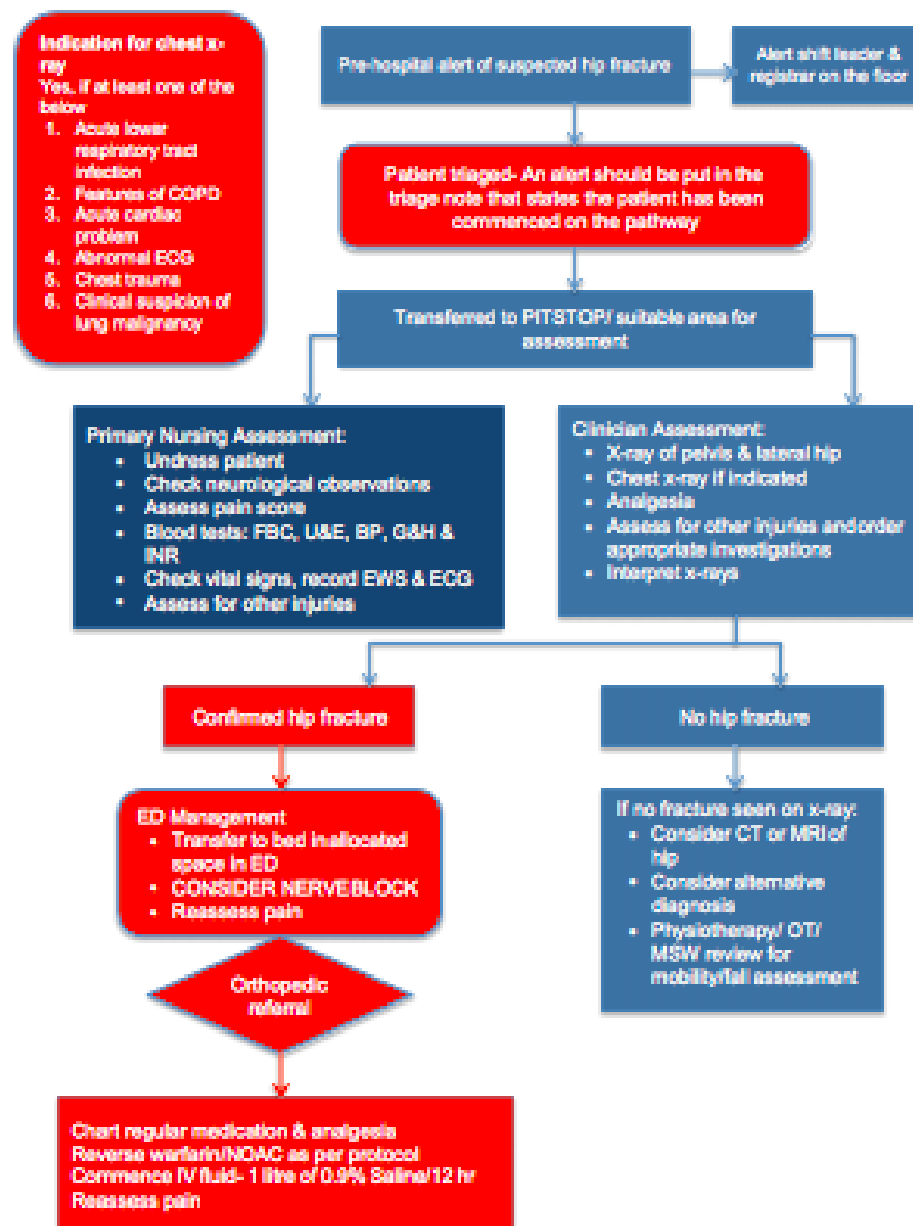 Indication for chest x-
ray
Yes, if at least one of the
below
1. Acute lower
respiratory tract
infection
2. Features of COPD
3. Acute cardiac
problem
4. Abnormal ECG
5. Chest trauma
6. Clinical suspicion of
lung malignancy
Pre-hospital alert of suspected hip fracture
Alert shift leader &
registrar on the floor
Patient triaged- An alert should be put in the
triage note that states the patient has been
commenced on the pathway
Transferred to PITSTOP/ suitable area for
assessment
Primary Nursing Assessment:
• Undress patient
• Check neurological observations
• Assess pain score
• Blood tests: FBC, U&E, BP, G&H &
INR
• Check vital signs, record EWS & ECG
• Assess for other injuries
Clinician Assessment:
• X-ray of pelvis & lateral hip
• Chest x-ray if indicated
• Analgesia
• Assess for other injuries and/order
appropriate investigations
• Interpret x-rays
Confirmed hip fracture
No hip fracture
ED Management
• Transfer to bed in allocated
space in ED
• CONSIDER NERVEBLOCK
• Reassess pain
If no fracture seen on x-ray:
• Consider CT or MRI of
hip
• Consider alternative
diagnosis
• Physiotherapy/ OT/
MSW review for
mobility/fall assessment
Orthopedic
referral
Chart regular medication & analgesia
Reverse warfarin/NOAC as per protocol
Commence IV fluid- 1 litre of 0.9% Saline/12 hr
Reassess pain